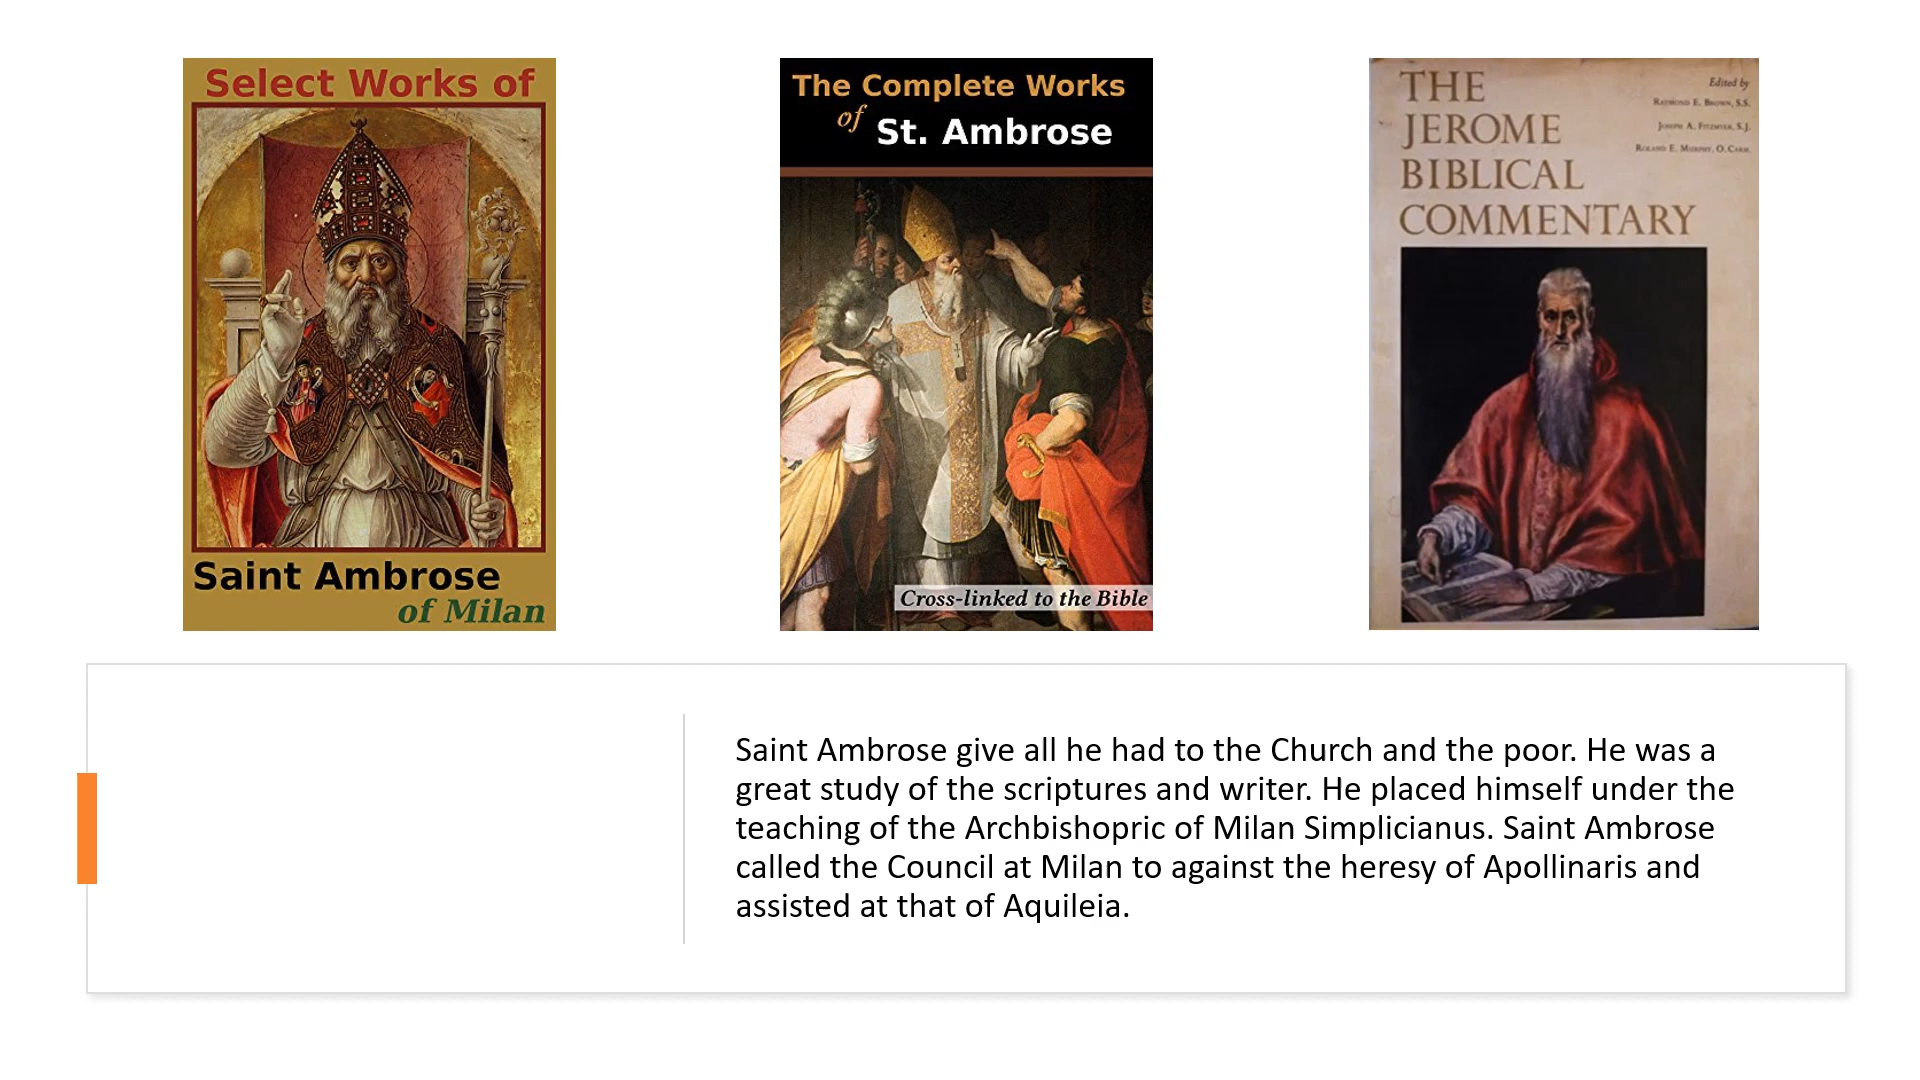 Select Works of
Saint Ambrose
of Milan
The Complete Works
of St. Ambrose
Cross-linked to the Bible
THE
JEROME
BIBLICAL
COMMENTARY
Edited by
Raymond E. Brown, S.S.
Joseph A. Fitzmyer, S.J.
Roland E. Murphy, O. Carm.
Saint Ambrose give all he had to the Church and the poor. He was a
great study of the scriptures and writer. He placed himself under the
teaching of the Archbishopric of Milan Simplicianus. Saint Ambrose
called the Council at Milan to against the heresy of Apollinaris and
assisted at that of Aquileia.